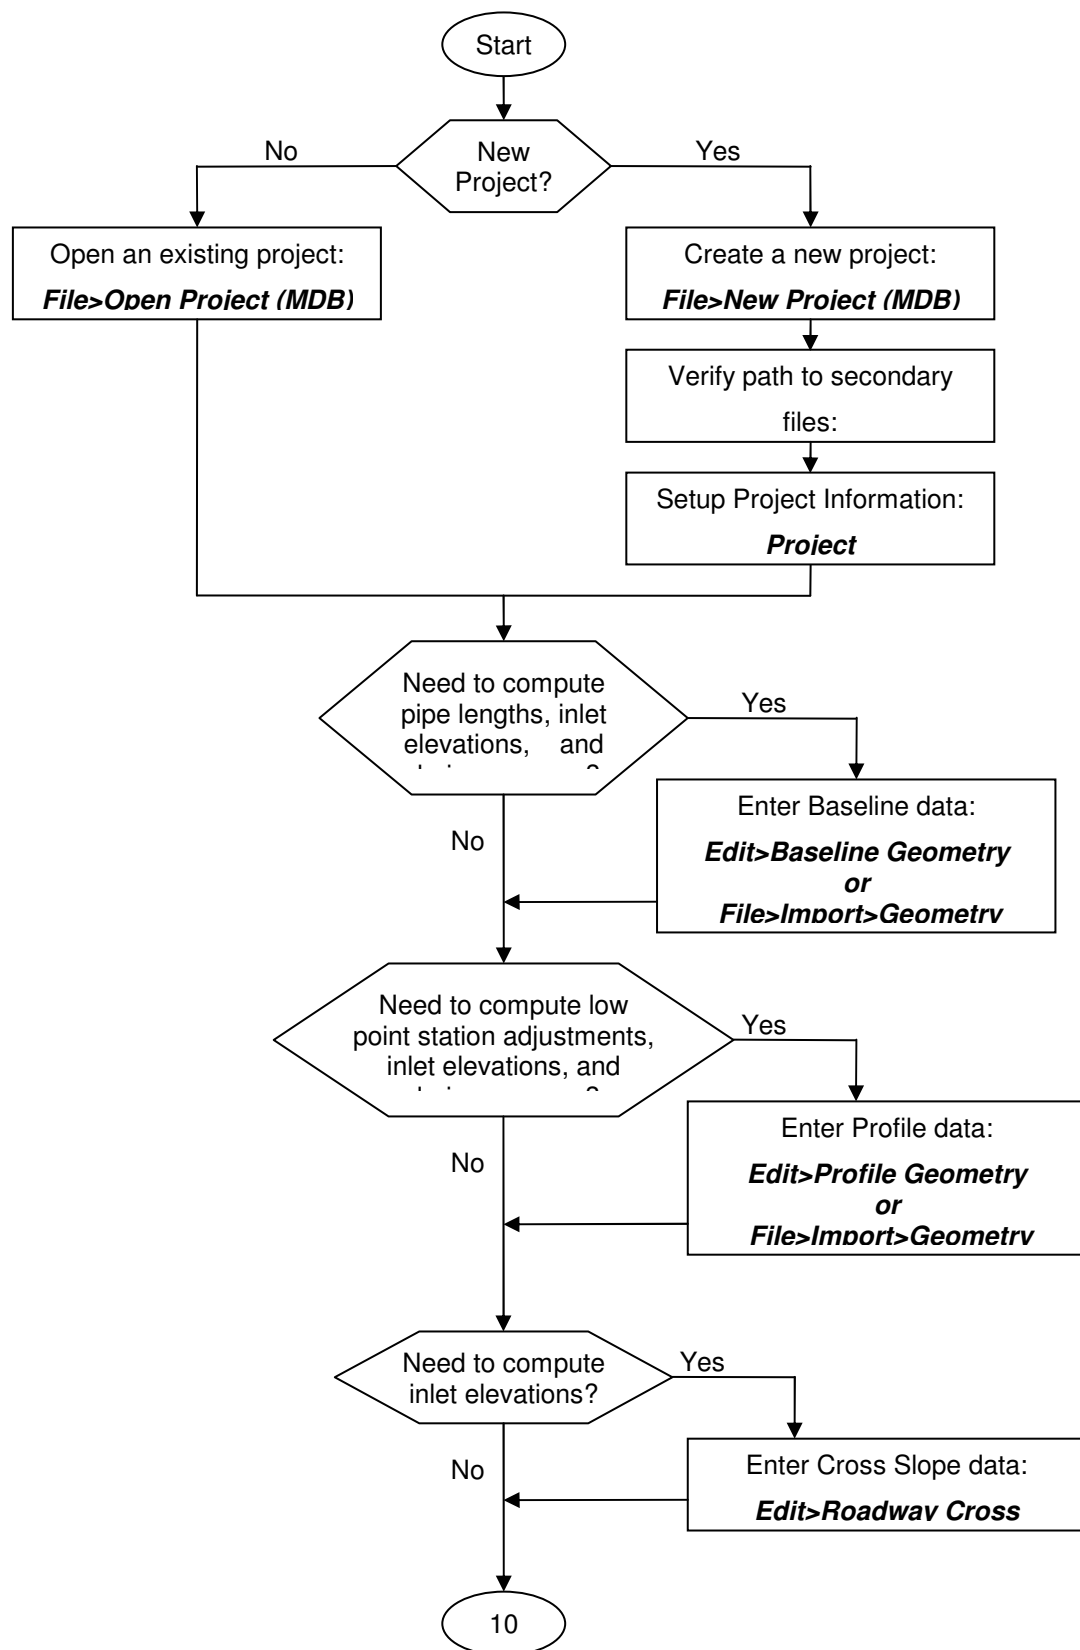 Start
New
Project?
No
Yes
Open an existing project:
File>Open Project (MDB)
Create a new project:
File>New Project (MDB)
Verify path to secondary
files:
Setup Project Information:
Project
Need to compute
pipe lengths, inlet
elevations, and
?
Yes
No
Enter Baseline data:
Edit>Baseline Geometry
or
File>Import>Geometry
Need to compute low
point station adjustments,
inlet elevations, and
?
Yes
No
Enter Profile data:
Edit>Profile Geometry
or
File>Import>Geometry
Need to compute
inlet elevations?
Yes
No
Enter Cross Slope data:
Edit>Roadway Cross
10